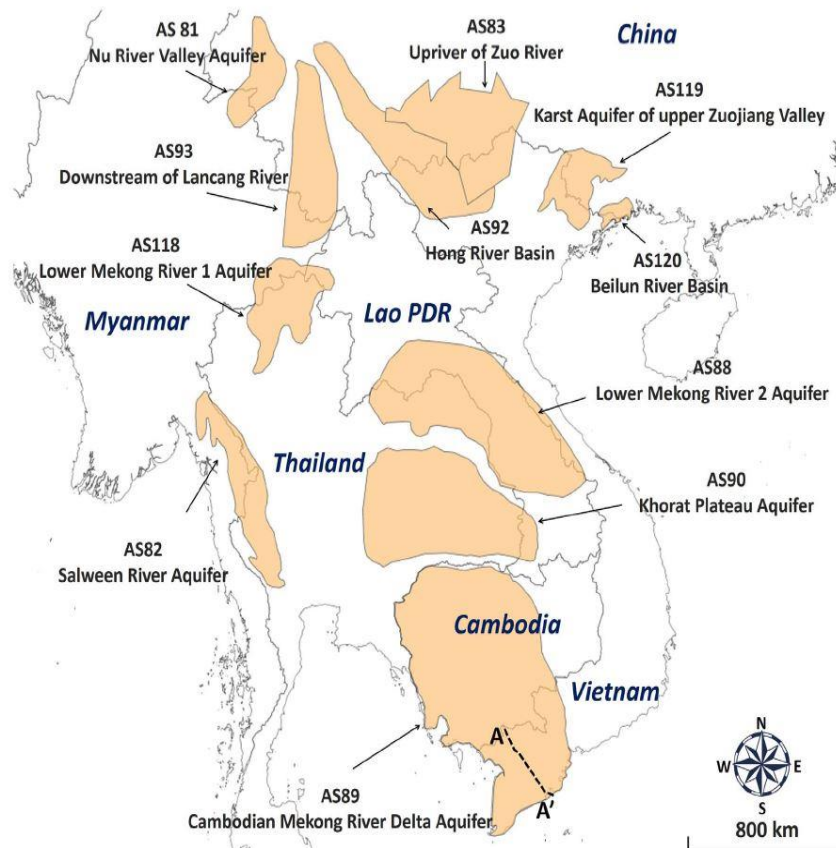 AS 81
Nu River Valley Aquifer
AS83
Upriver of Zuo River
China
AS119
Karst Aquifer of upper Zuojiang Valley
AS93
Downstream of Lancang River
AS92
Hong River Basin
AS120
Beilun River Basin
AS118
Lower Mekong River 1 Aquifer
Myanmar
Lao PDR
AS88
Lower Mekong River 2 Aquifer
Thailand
AS90
Khorat Plateau Aquifer
AS82
Salween River Aquifer
Cambodia
Vietnam
A
A’
AS89
Cambodian Mekong River Delta Aquifer
N
W E
S
800 km